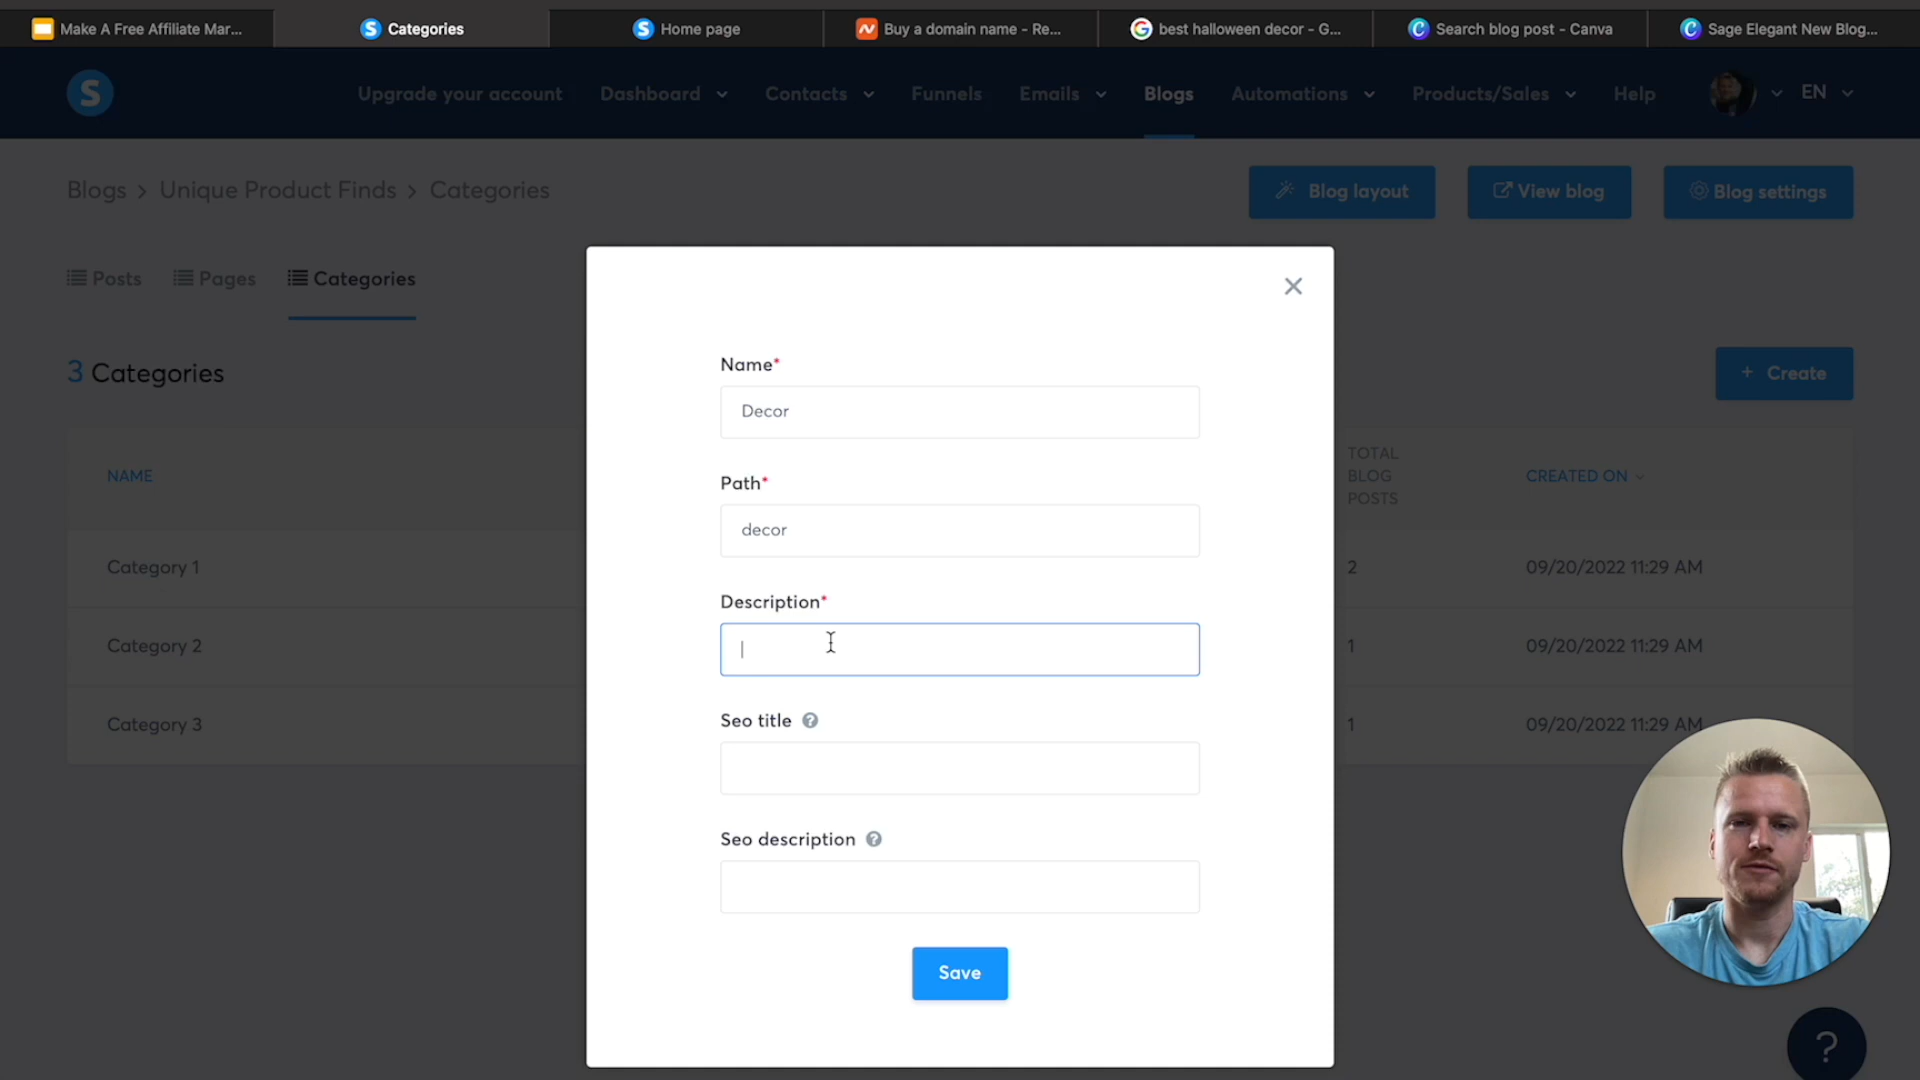 Make A Free Affiliate Mar...
Categories
Home page
Buy a domain name - Re...
best halloween decor - G...
Search blog post - Canva
Sage Elegant New Blog...
S
Upgrade your account
Dashboard
Contacts
Funnels
Emails
Blogs
Automations
Products/Sales
Help
EN
Blogs > Unique Product Finds > Categories
Blog layout
View blog
Blog settings
Posts
Pages
Categories
3 Categories
+ Create
NAME
TOTAL
BLOG
POSTS
CREATED ON
Category 1
2
09/20/2022 11:29 AM
Category 2
1
09/20/2022 11:29 AM
Category 3
1
09/20/2022 11:29 AM
Name*
Decor
Path*
decor
Description*
Seo title ?
Seo description ?
Save
?